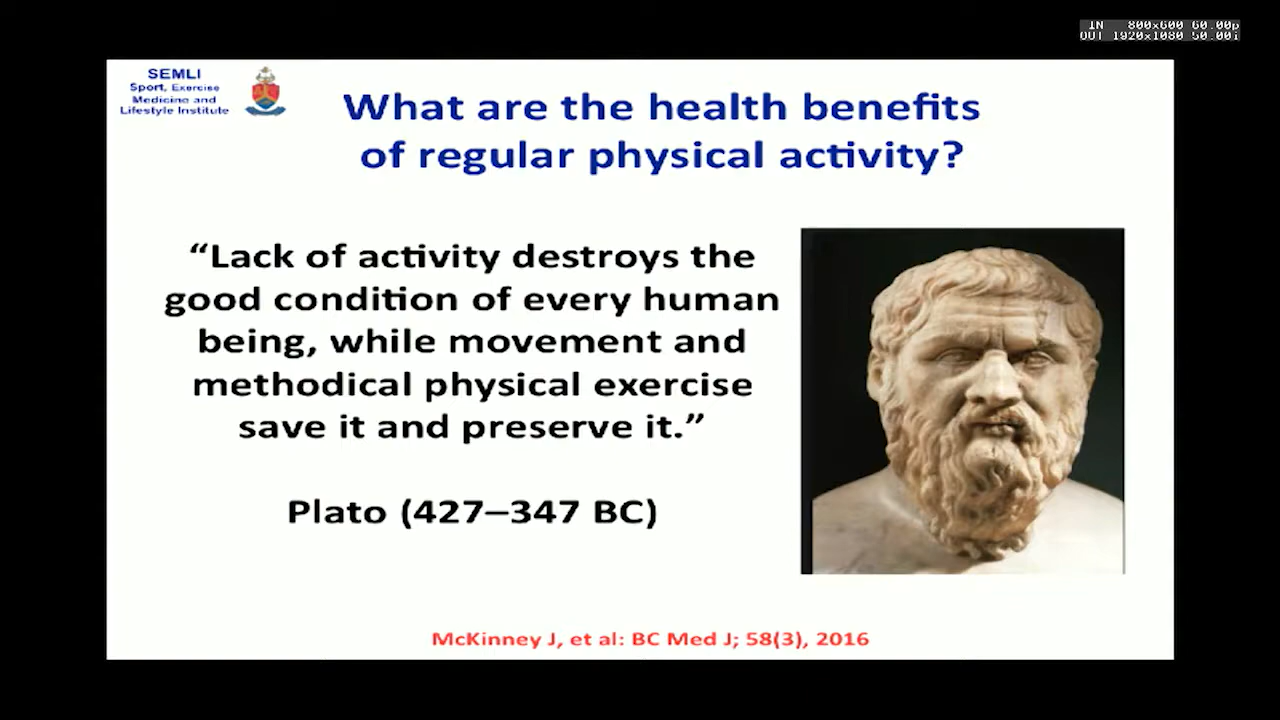 IN 800x600 60.00p
OUT 1920x1080 50.00i
SEMLI
Sport, Exercise
Medicine and
Lifestyle Institute
What are the health benefits
of regular physical activity?
“Lack of activity destroys the
good condition of every human
being, while movement and
methodical physical exercise
save it and preserve it.”
Plato (427–347 BC)
McKinney J, et al: BC Med J; 58(3), 2016